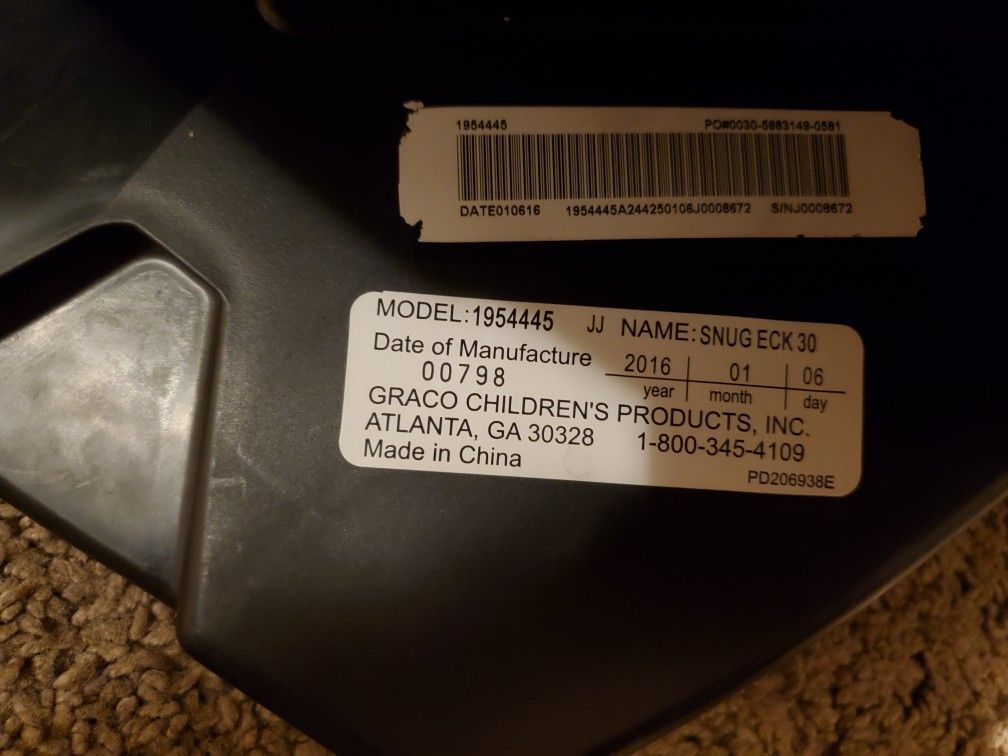 1954445 PO#0030-5883149-0581
DATE010616 1954445A244250106J0008672 S/NJ0008672
MODEL:1954445 JJ NAME:SNUG ECK 30
Date of Manufacture 2016 01 06
00798 year month day
GRACO CHILDREN'S PRODUCTS, INC.
ATLANTA, GA 30328 1-800-345-4109
Made in China
PD206938E